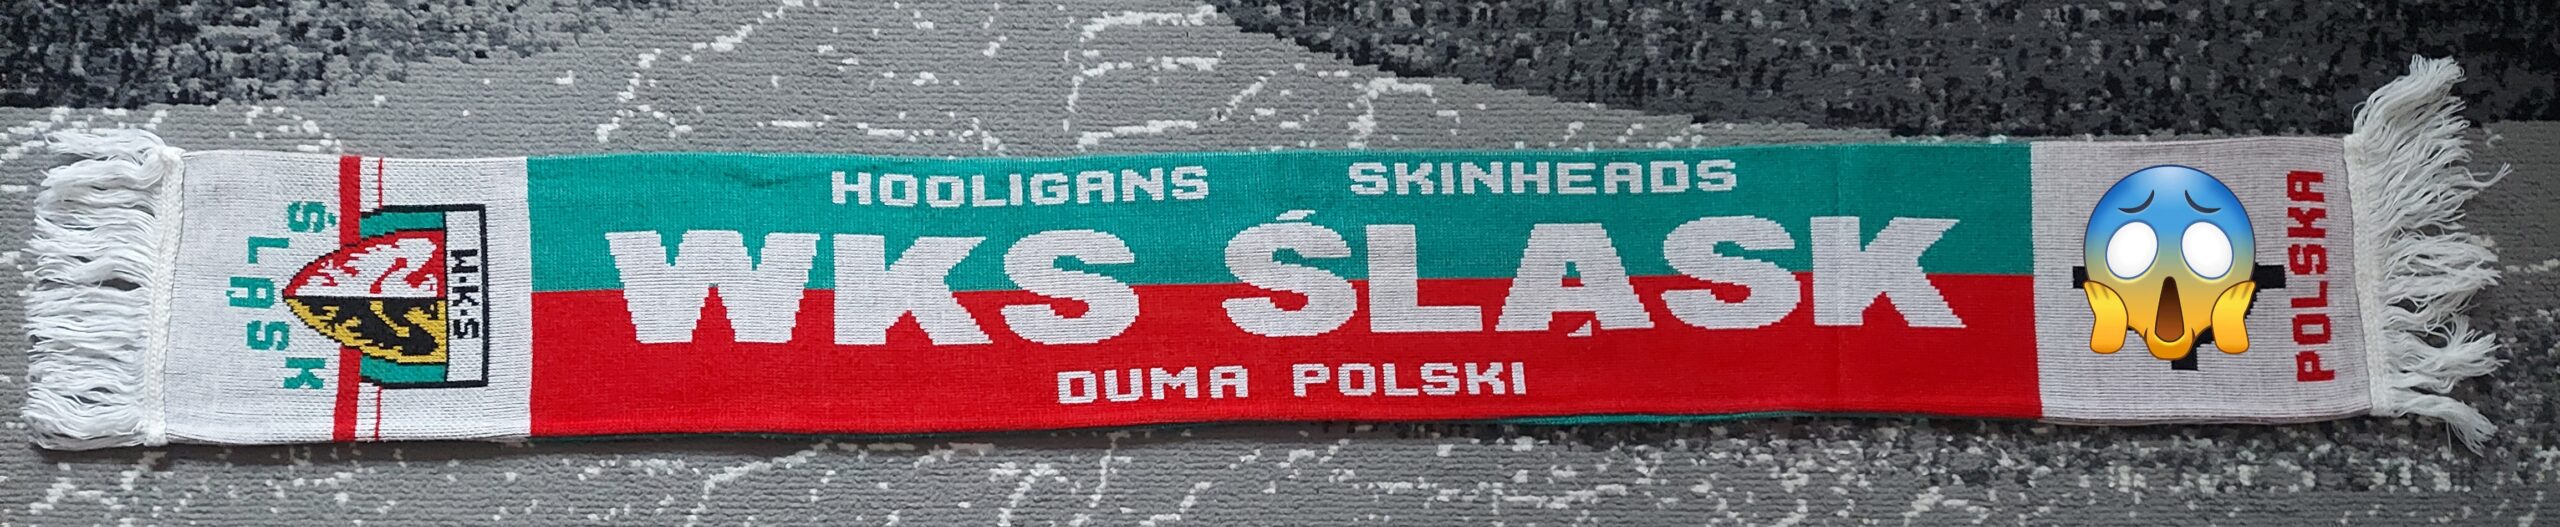 ŚLĄSK
W.K.S
HOOLIGANS SKINHEADS
WKS ŚLĄSK
DUMA POLSKI
POLSKA